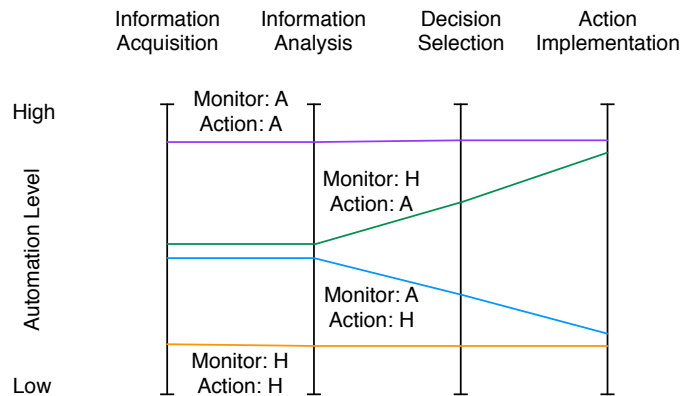 Information
Acquisition
Information
Analysis
Decision
Selection
Action
Implementation
High
Monitor: A
Action: A
Monitor: H
Action: A
Automation Level
Monitor: A
Action: H
Monitor: H
Action: H
Low